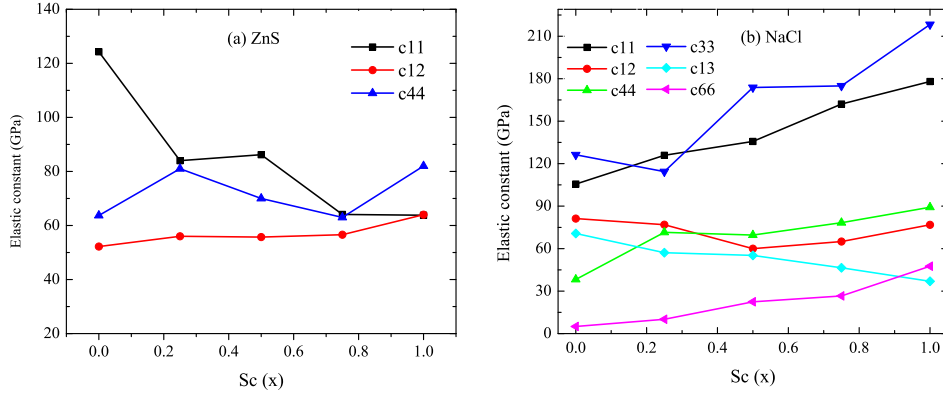 (a) ZnS
c11
c12
c44
140
120
100
80
60
40
20
0.0 0.2 0.4 0.6 0.8 1.0
Elastic constant (GPa)
Sc (x)
(b) NaCl
c11
c12
c44
c33
c13
c66
210
180
150
120
90
60
30
0
0.0 0.2 0.4 0.6 0.8 1.0
Elastic constant (GPa)
Sc (x)